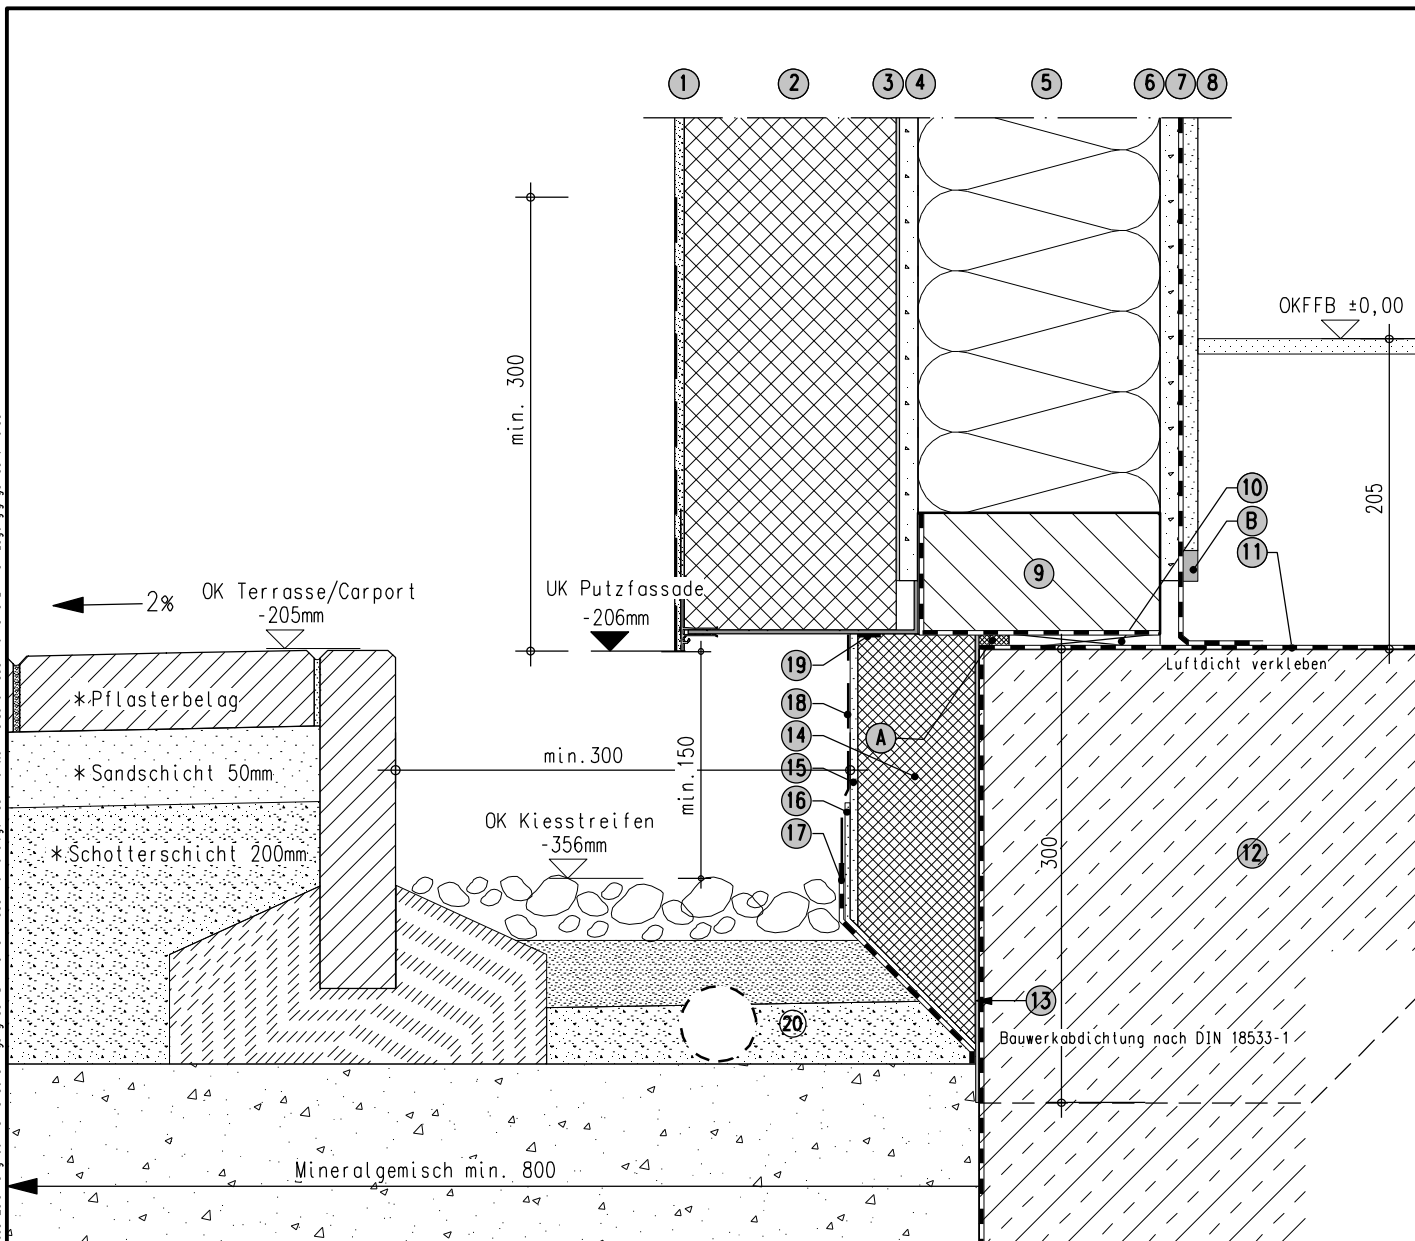 1 2 3 4 5 6 7 8
OKFFB ±0,00
min. 300
10
B
11
205
9
2%
OK Terrasse/Carport
-205mm
UK Putzfassade
-206mm
Luftdicht verkleben
19
18
14
15
16
17
A
*Pflasterbelag
*Sandschicht 50mm
*Schotterschicht 200mm
min.300
min.150
OK Kiesstreifen
-356mm
300
12
13
20
Bauwerkabdichtung nach DIN 18533-1
Mineralgemisch min. 800